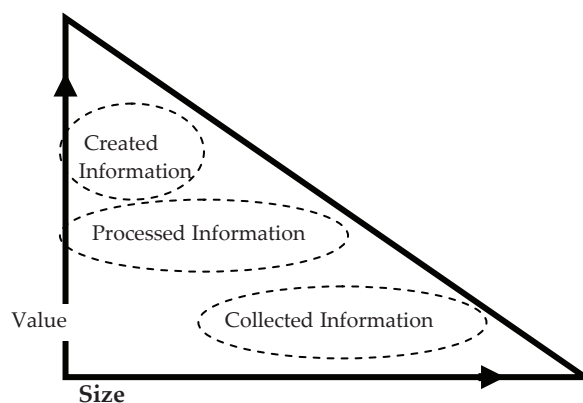 Created
Information
Processed Information
Collected Information
Value
Size